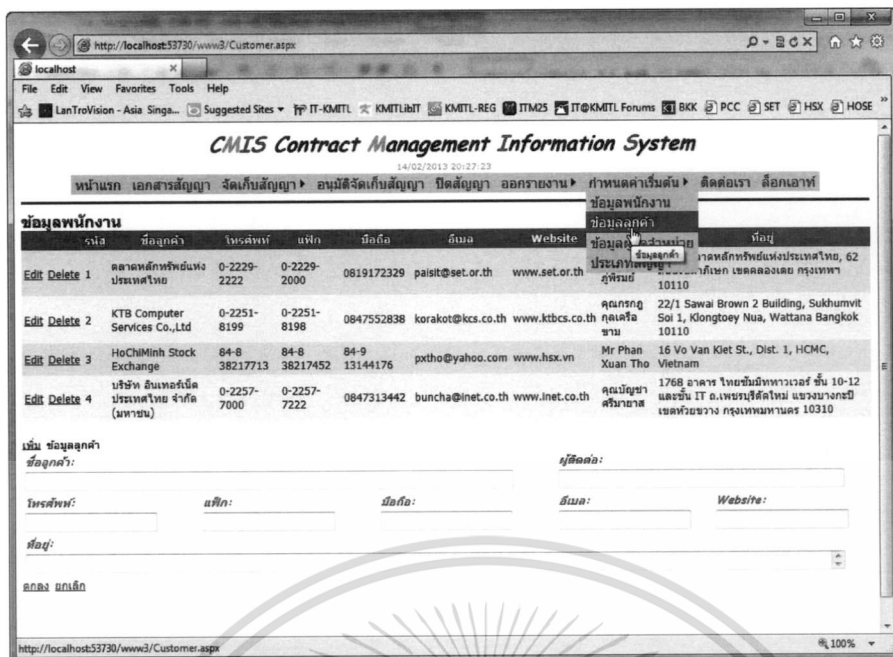 http://localhost:53730/www3/Customer.aspx
localhost
File Edit View Favorites Tools Help
LanTroVision - Asia Singa... Suggested Sites IT-KMITL KMITLibIT KMITL-REG ITM25 IT@KMITL Forums BKK PCC SET HSX HOSE
CMIS Contract Management Information System
14/02/2013 20:27:23
หน้าแรก เอกสารสัญญา จัดเก็บสัญญา อนุมัติจัดเก็บสัญญา ปิดสัญญา ออกรายงาน กำหนดค่าเริ่มต้น ติดต่อเรา ล็อกเอาท์
ข้อมูลพนักงาน
ข้อมูลลูกค้า
ข้อมูลลูกค้า
ข้อมูลพนักงาน
รหัส ชื่อลูกค้า โทรศัพท์ แฟ็ก มือถือ อีเมล Website ที่อยู่
Edit Delete 1 ตลาดหลักทรัพย์แห่งประเทศไทย 0-2229-2222 0-2229-2000 0819172329 paisit@set.or.th www.set.or.th ภู่พิรมย์ เขตคลองเตย กรุงเทพฯ 10110
Edit Delete 2 KTB Computer Services Co.,Ltd 0-2251-8199 0-2251-8198 0847552838 korakot@kcs.co.th www.ktbcs.co.th 22/1 Sawai Brown 2 Building, Sukhumvit Soi 1, Klongtoey Nua, Wattana Bangkok 10110
Edit Delete 3 HoChiMinh Stock Exchange 84-8 38217713 84-8 38217452 84-9 13144176 pxtho@yahoo.com www.hsx.vn Mr Phan Xuan Tho 16 Vo Van Kiet St., Dist. 1, HCMC, Vietnam
Edit Delete 4 บริษัท อินเทอร์เน็ตประเทศไทย จำกัด (มหาชน) 0-2257-7000 0-2257-7222 0847313442 buncha@inet.co.th www.inet.co.th คุณบัญชา ศรีมายาส 1768 อาคาร ไทยซัมมิททาวเวอร์ ชั้น 10-12 และชั้น IT ถ.เพชรบุรีตัดใหม่ แขวงบางกะปิ เขตห้วยขวาง กรุงเทพมหานคร 10310
เพิ่ม ข้อมูลลูกค้า
ชื่อลูกค้า: ผู้ติดต่อ:
โทรศัพท์: แฟ็ก: มือถือ: อีเมล: Website:
ที่อยู่:
ตกลง ยกเลิก
http://localhost:53730/www3/Customer.aspx 100%